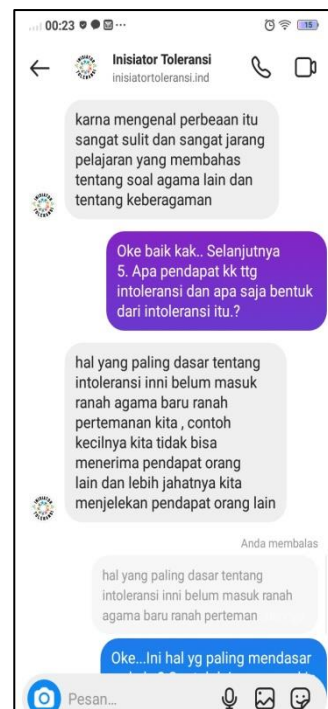 00:23
15
Inisiator Toleransi
inisiatortoleransi.ind
karna mengenal perbeaan itu
sangat sulit dan sangat jarang
pelajaran yang membahas
tentang soal agama lain dan
tentang keberagaman
Oke baik kak.. Selanjutnya
5. Apa pendapat kk ttg
intoleransi dan apa saja bentuk
dari intoleransi itu.?
hal yang paling dasar tentang
intoleransi inni belum masuk
ranah agama baru ranah
pertemanan kita , contoh
kecilnya kita tidak bisa
menerima pendapat orang
lain dan lebih jahatnya kita
menjelekan pendapat orang lain
Anda membalas
hal yang paling dasar tentang
intoleransi inni belum masuk ranah
agama baru ranah perteman
Oke...Ini hal yg paling mendasar
Pesan...